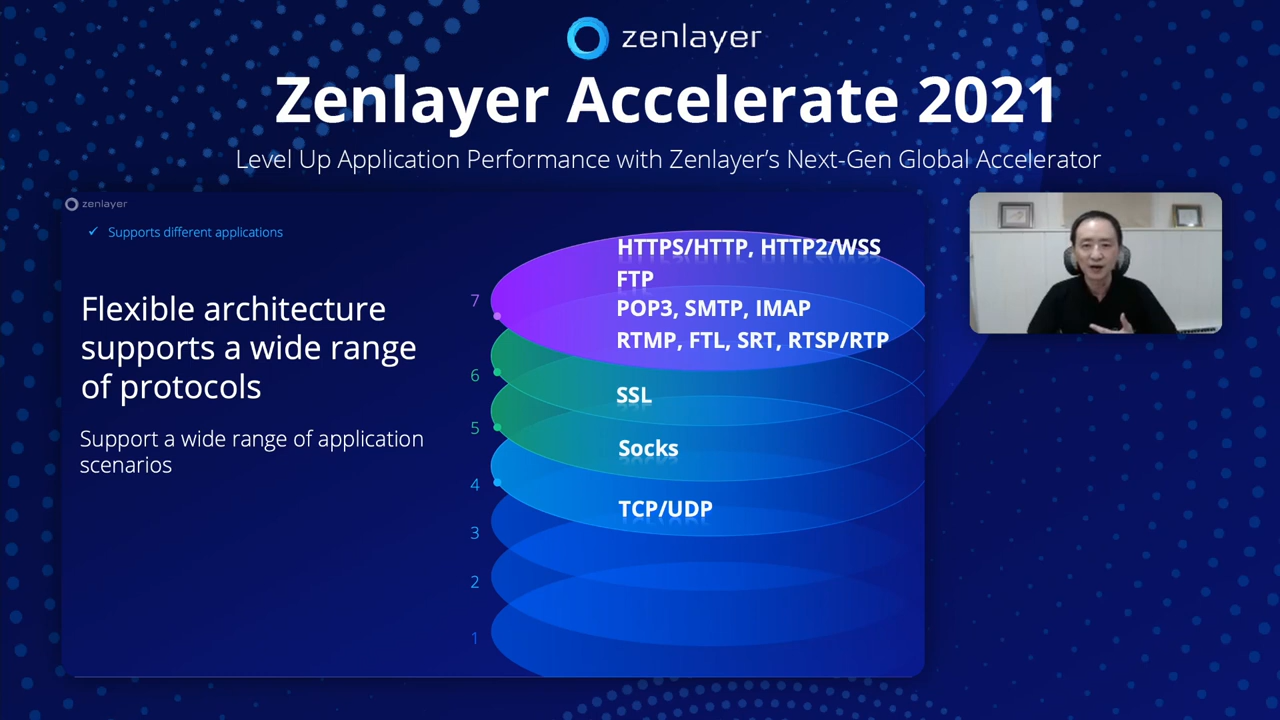 zenlayer
Zenlayer Accelerate 2021
Level Up Application Performance with Zenlayer's Next-Gen Global Accelerator
zenlayer
✓ Supports different applications
Flexible architecture
supports a wide range
of protocols
Support a wide range of application
scenarios
7
HTTPS/HTTP, HTTP2/WSS
FTP
POP3, SMTP, IMAP
RTMP, FTL, SRT, RTSP/RTP
6
SSL
5
Socks
4
TCP/UDP
3
2
1